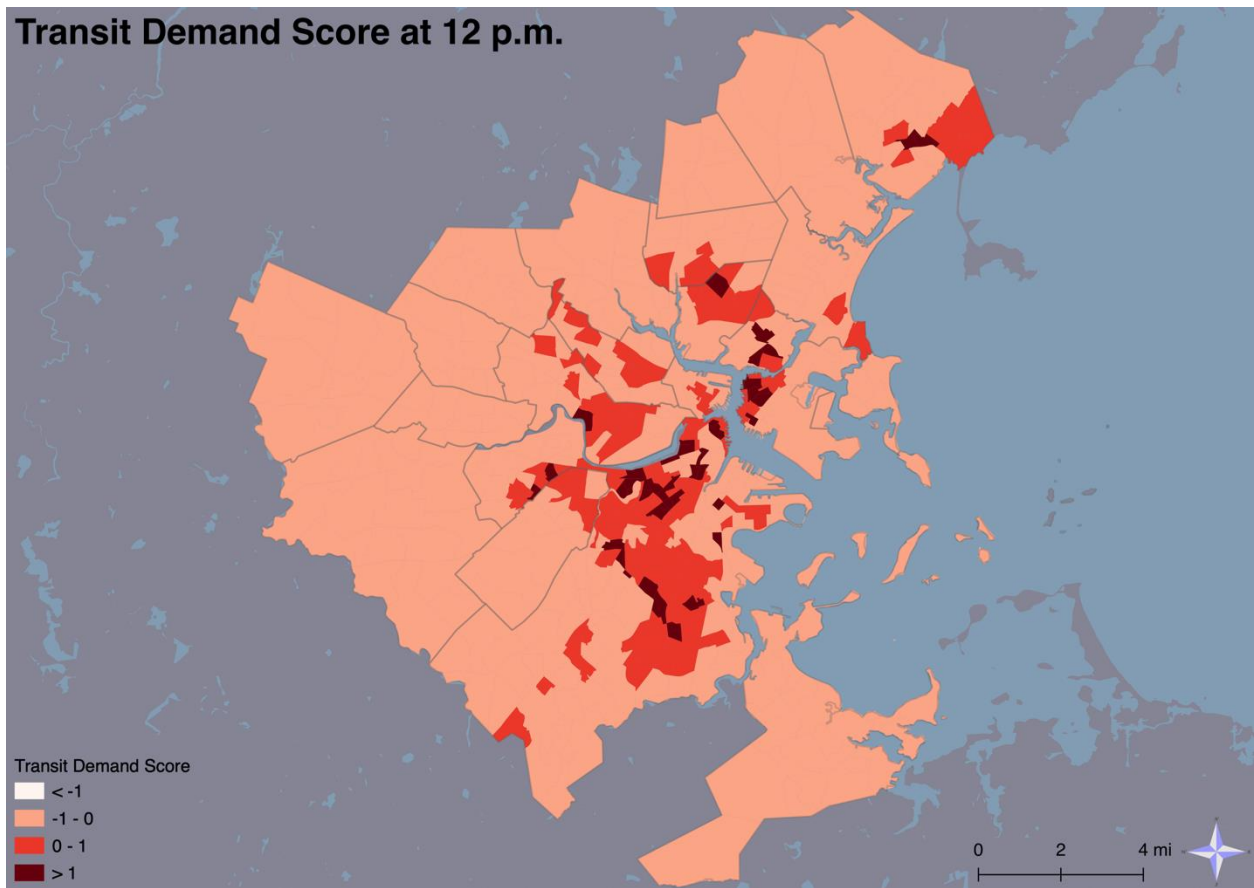 Transit Demand Score at 12 p.m.
Transit Demand Score
< -1
-1 - 0
0 - 1
> 1
0 2 4 mi